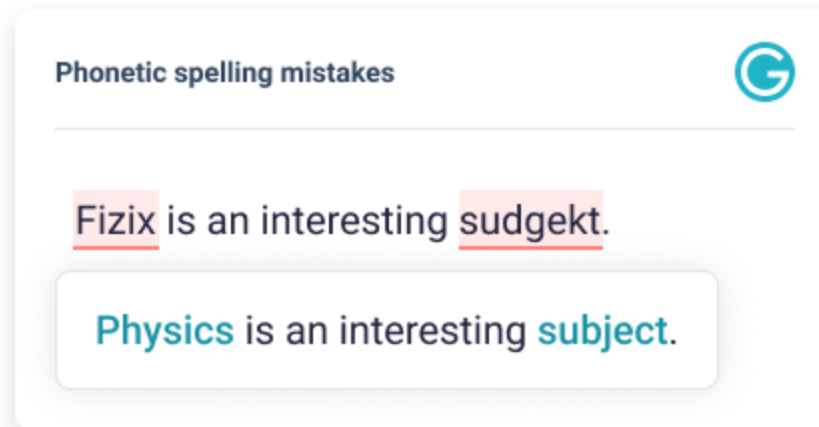 Phonetic spelling mistakes
Fizix is an interesting sudgekt.
Physics is an interesting subject.